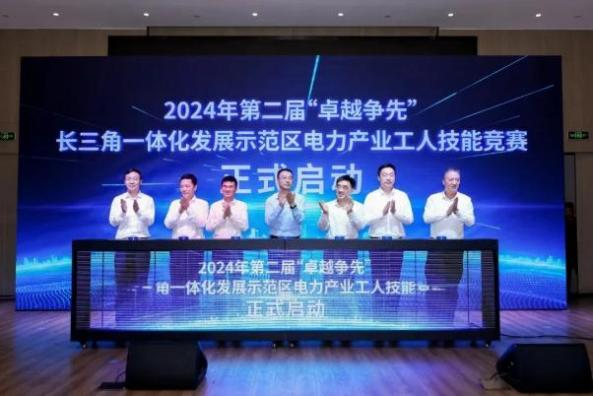 2024年第二届“卓越争先”
长三角一体化发展示范区电力产业工人技能竞赛
正式启动
2024年第二届“卓越争先”
三角一体化发展示范区电力产业工人技能竞
正式启动